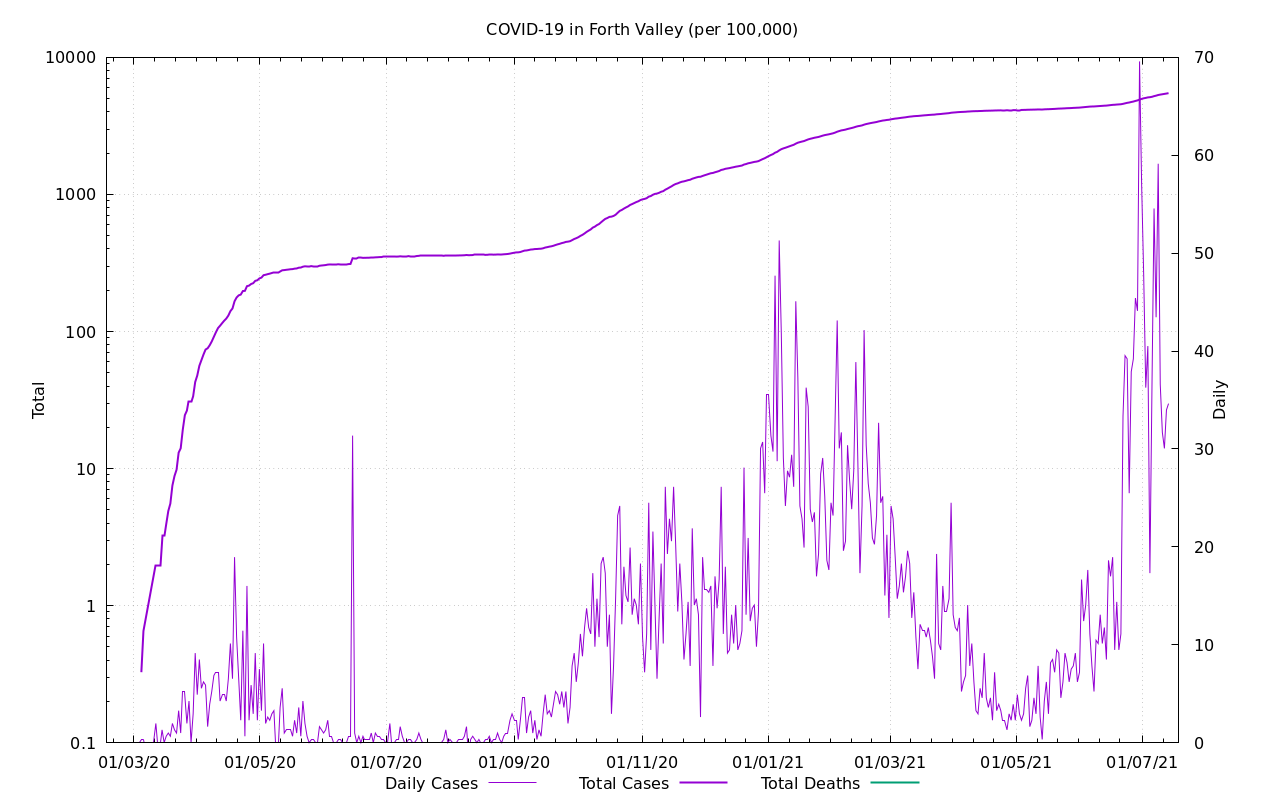 COVID-19 in Forth Valley (per 100,000)
10000
1000
100
10
1
0.1
Total
70
60
50
40
30
20
10
0
Daily
01/03/20 01/05/20 01/07/20 01/09/20 01/11/20 01/01/21 01/03/21 01/05/21 01/07/21
Daily Cases Total Cases Total Deaths